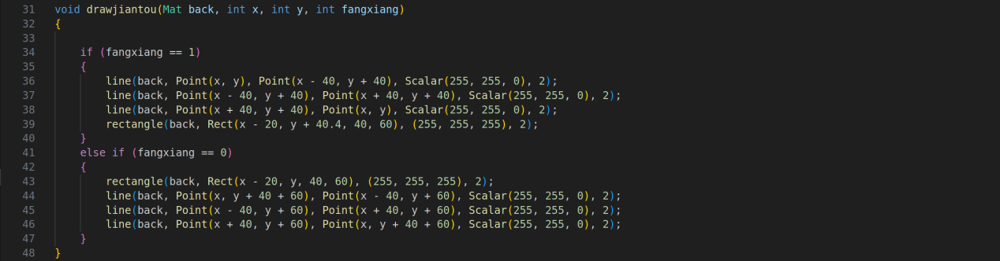 31 void drawjiantou(Mat back, int x, int y, int fangxiang)
32 {
33
34     if (fangxiang == 1)
35     {
36         line(back, Point(x, y), Point(x - 40, y + 40), Scalar(255, 255, 0), 2);
37         line(back, Point(x - 40, y + 40), Point(x + 40, y + 40), Scalar(255, 255, 0), 2);
38         line(back, Point(x + 40, y + 40), Point(x, y), Scalar(255, 255, 0), 2);
39         rectangle(back, Rect(x - 20, y + 40.4, 40, 60), (255, 255, 255), 2);
40     }
41     else if (fangxiang == 0)
42     {
43         rectangle(back, Rect(x - 20, y, 40, 60), (255, 255, 255), 2);
44         line(back, Point(x, y + 40 + 60), Point(x - 40, y + 60), Scalar(255, 255, 0), 2);
45         line(back, Point(x - 40, y + 60), Point(x + 40, y + 60), Scalar(255, 255, 0), 2);
46         line(back, Point(x + 40, y + 60), Point(x, y + 40 + 60), Scalar(255, 255, 0), 2);
47     }
48 }